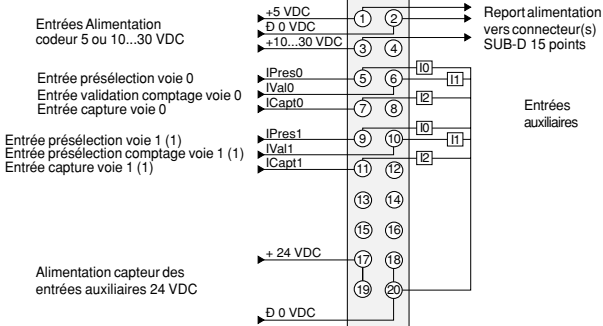 Entrées Alimentation
codeur 5 ou 10...30 VDC
+5 VDC
Ð 0 VDC
+10...30 VDC
1 2
3 4
Report alimentation
vers connecteur(s)
SUB-D 15 points
Entrée présélection voie 0
Entrée validation comptage voie 0
Entrée capture voie 0
IPres0
IVal0
ICapt0
5 6
7 8
I0
I1
I2
Entrées
auxiliaires
Entrée présélection voie 1 (1)
Entrée présélection comptage voie 1 (1)
Entrée capture voie 1 (1)
IPres1
IVal1
ICapt1
9 10
11 12
I0
I1
I2
13 14
15 16
+ 24 VDC
17 18
Alimentation capteur des
entrées auxiliaires 24 VDC
19 20
Ð 0 VDC